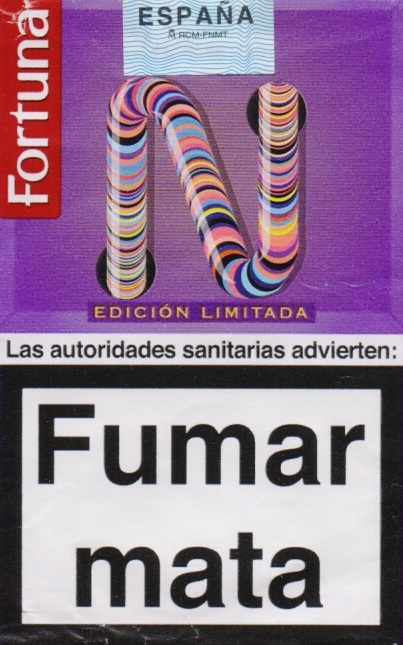 ESPAÑA
RCM-FNMT
Fortuna
N
EDICIÓN LIMITADA
Las autoridades sanitarias advierten:
Fumar
mata